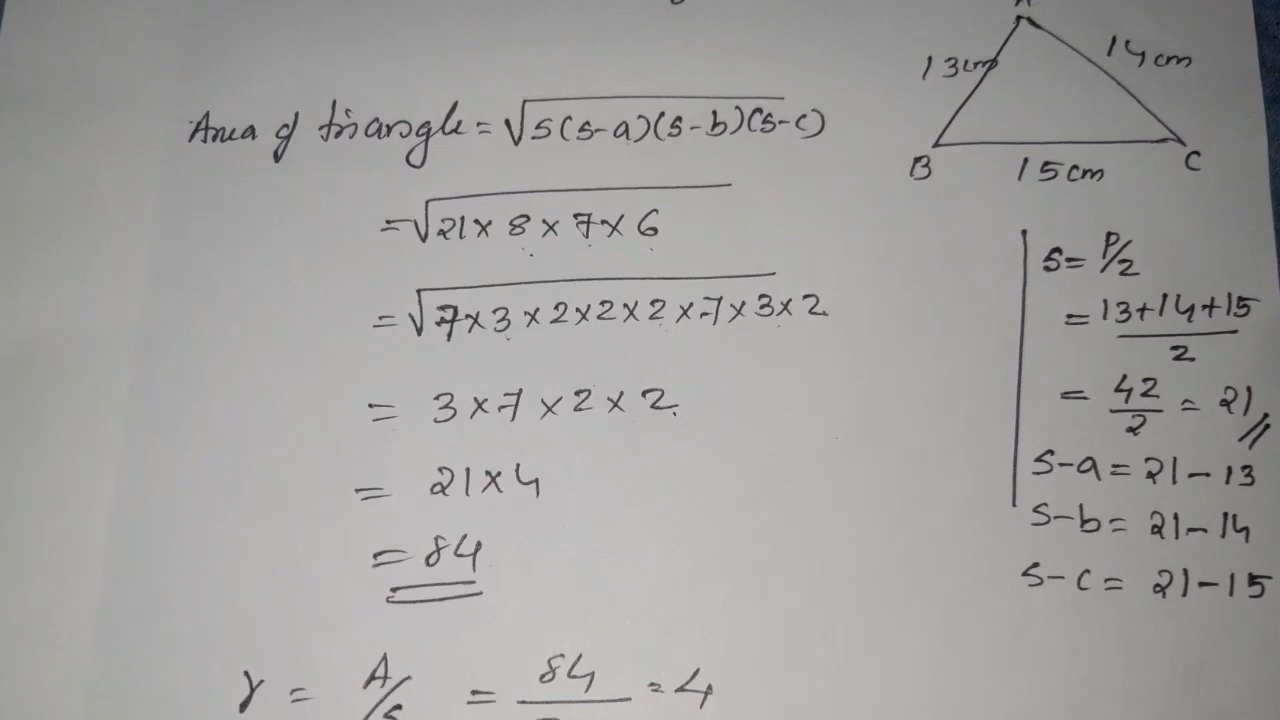 A
13cm
14cm
B
15cm
C
Area of triangle = √s(s-a)(s-b)(s-c)
= √21 × 8 × 7 × 6
= √7 × 3 × 2 × 2 × 2 × 7 × 3 × 2
= 3 × 7 × 2 × 2
= 21 × 4
= 84
r = A/s = 84 = 4
s = P/2
= 13+14+15
2
= 42/2 = 21
s-a = 21-13
s-b = 21-14
s-c = 21-15